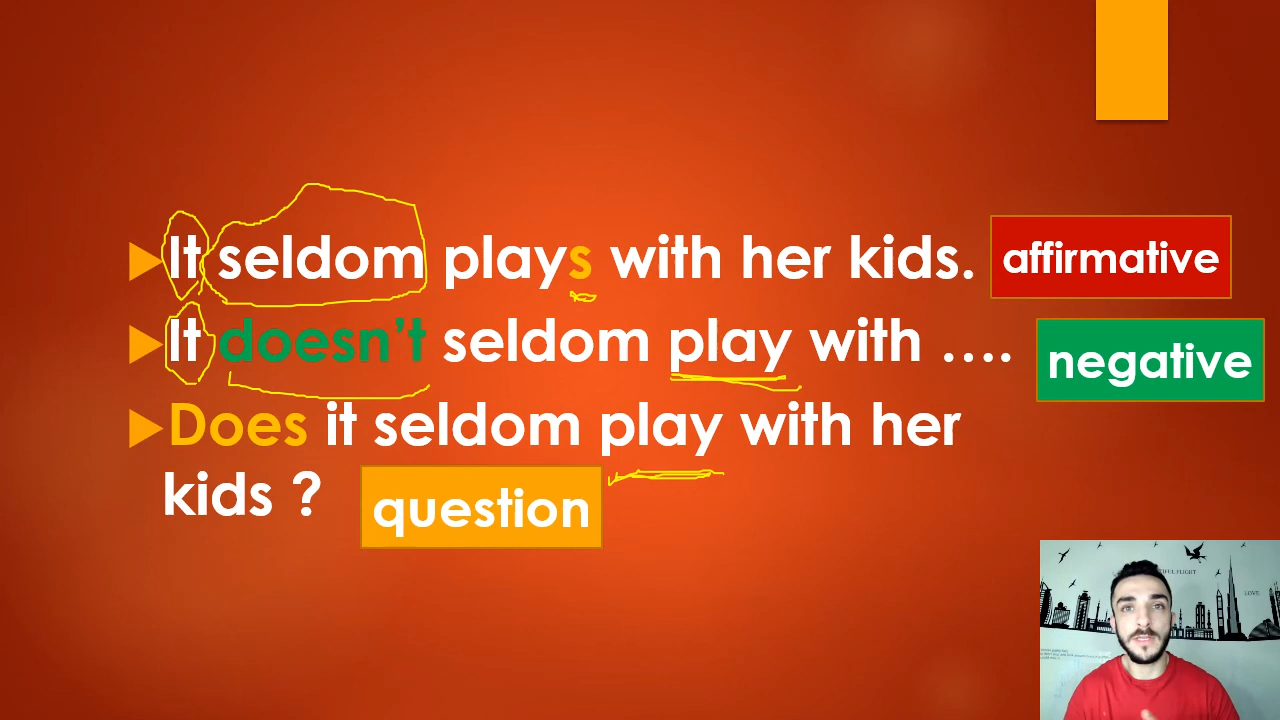 It seldom plays with her kids.
affirmative
It doesn't seldom play with ….
negative
Does it seldom play with her
kids ?
question
LOVE